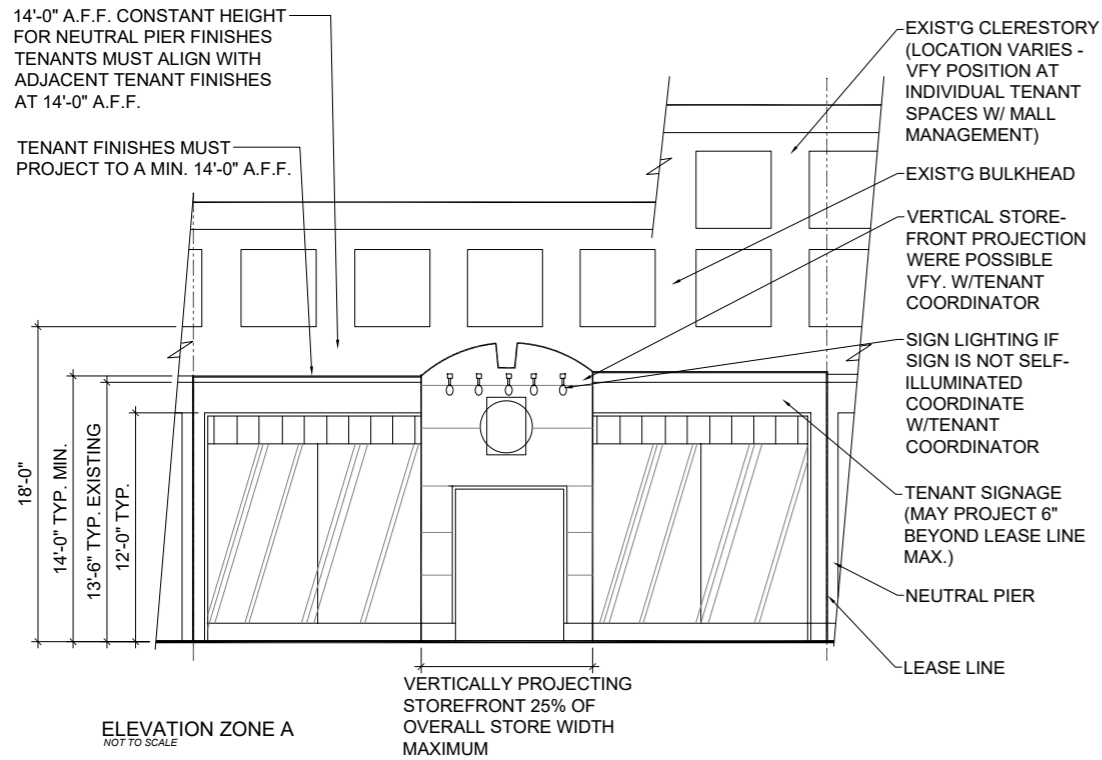 14'-0" A.F.F. CONSTANT HEIGHT
FOR NEUTRAL PIER FINISHES
TENANTS MUST ALIGN WITH
ADJACENT TENANT FINISHES
AT 14'-0" A.F.F.
TENANT FINISHES MUST
PROJECT TO A MIN. 14'-0" A.F.F.
EXIST'G CLERESTORY
(LOCATION VARIES -
VFY POSITION AT
INDIVIDUAL TENANT
SPACES W/ MALL
MANAGEMENT)
EXIST'G BULKHEAD
VERTICAL STORE-
FRONT PROJECTION
WERE POSSIBLE
VFY. W/TENANT
COORDINATOR
SIGN LIGHTING IF
SIGN IS NOT SELF-
ILLUMINATED
COORDINATE
W/TENANT
COORDINATOR
TENANT SIGNAGE
(MAY PROJECT 6"
BEYOND LEASE LINE
MAX.)
NEUTRAL PIER
LEASE LINE
18'-0"
14'-0" TYP. MIN.
13'-6" TYP. EXISTING
12'-0" TYP.
VERTICALLY PROJECTING
STOREFRONT 25% OF
OVERALL STORE WIDTH
MAXIMUM
ELEVATION ZONE A
NOT TO SCALE